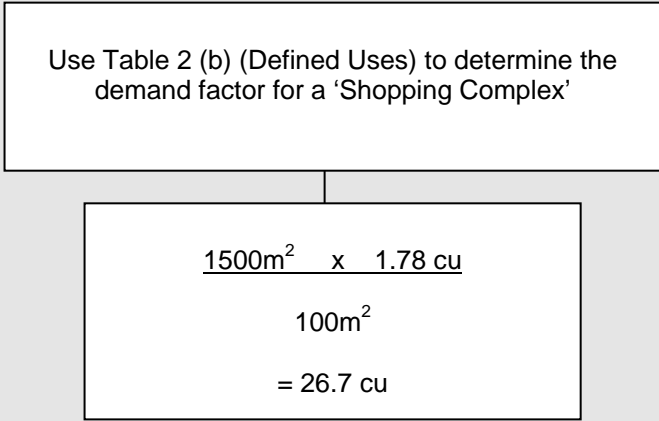 Use Table 2 (b) (Defined Uses) to determine the
demand factor for a ‘Shopping Complex’
1500m² x 1.78 cu
100m²
= 26.7 cu